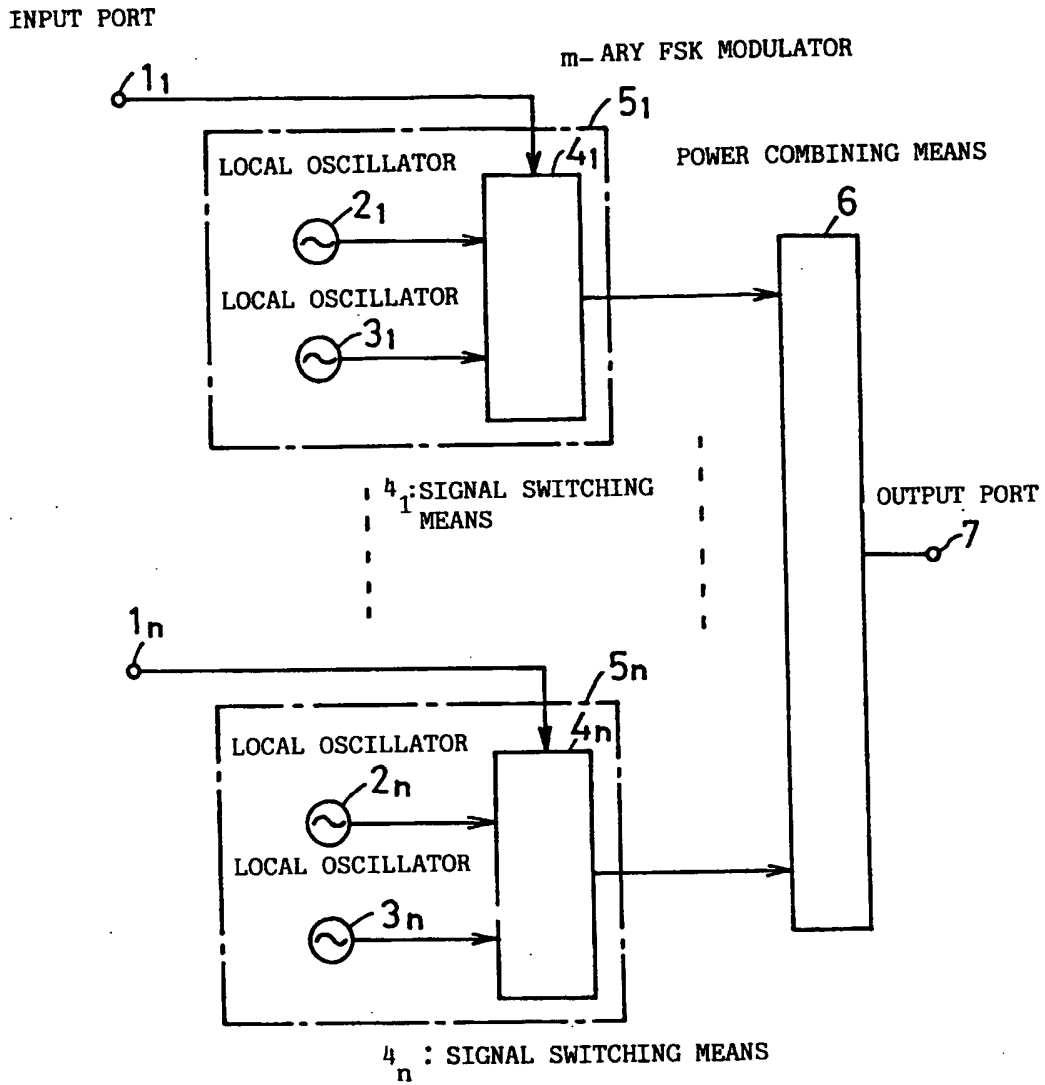 INPUT PORT
m-ARY FSK MODULATOR
1₁
5₁
LOCAL OSCILLATOR
4₁
POWER COMBINING MEANS
2₁
6
LOCAL OSCILLATOR
3₁
4₁:SIGNAL SWITCHING
MEANS
OUTPUT PORT
7
1ₙ
5ₙ
LOCAL OSCILLATOR
4ₙ
2ₙ
LOCAL OSCILLATOR
3ₙ
4ₙ : SIGNAL SWITCHING MEANS